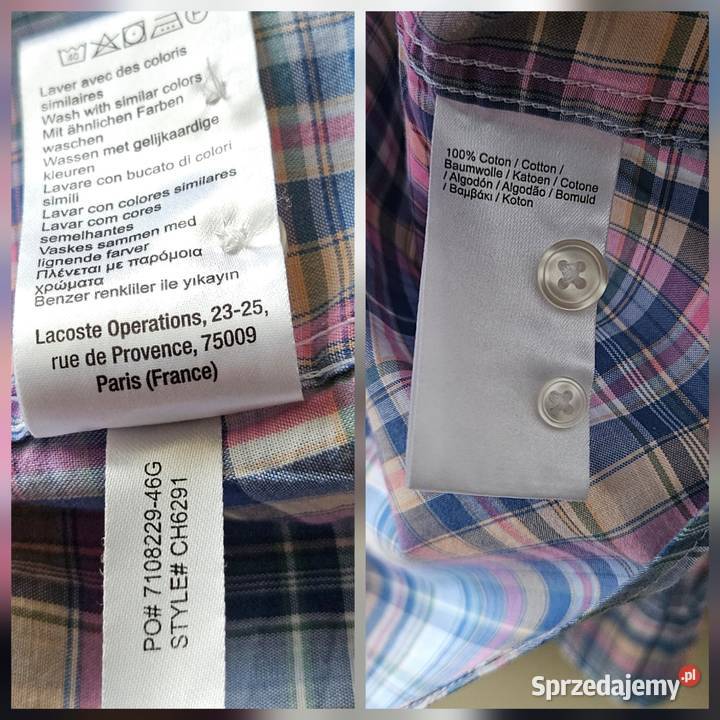 40
Laver avec des coloris
similaires
Wash with similar colors
Mit ähnlichen Farben
waschen
Wassen met gelijkaardige
kleuren
Lavare con bucato di colori
simili
Lavar con colores similares
Lavar com cores
semelhantes
Vaskes sammen med
lignende farver
Πλένεται με παρόμοια
χρώματα
Benzer renkliler ile yıkayin
Lacoste Operations, 23-25,
rue de Provence, 75009
Paris (France)
PO# 7108229-46G
STYLE# CH6291
100% Coton / Cotton /
Baumwolle / Katoen / Cotone
/ Algodón / Algodão / Bomuld
/ Βαμβάκι / Koton
Sprzedajemy.pl